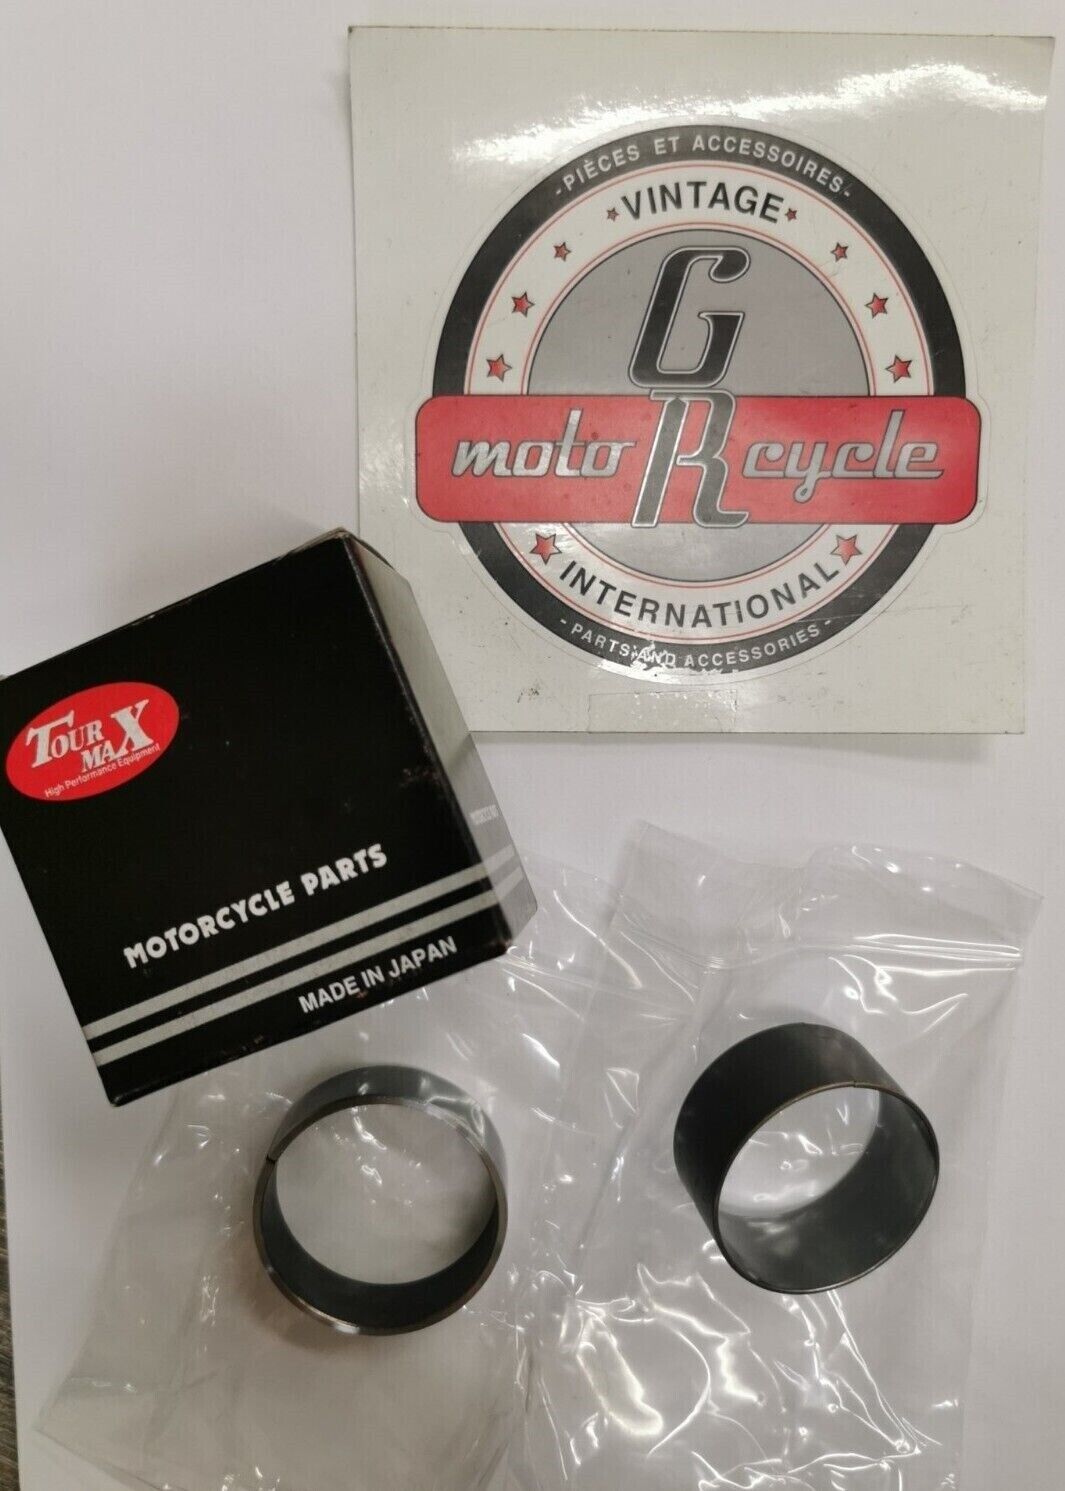 -PIÈCES ET ACCESSOIRES-
VINTAGE
GR
moto cycle
INTERNATIONAL
- PARTS AND ACCESSORIES -
TOUR MAX
High Performance Equipment
MOTORCYCLE PARTS
MADE IN JAPAN